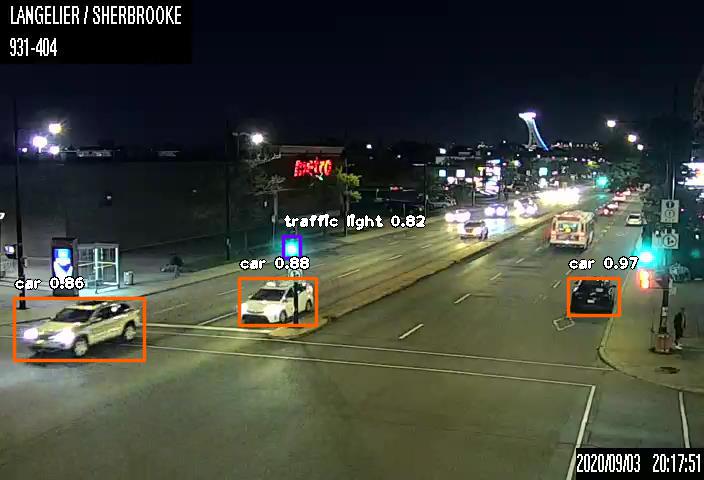 LANGELIER / SHERBROOKE
931-404
metro
traffic light 0.82
car 0.86
car 0.88
car 0.97
2020/09/03 20:17:51